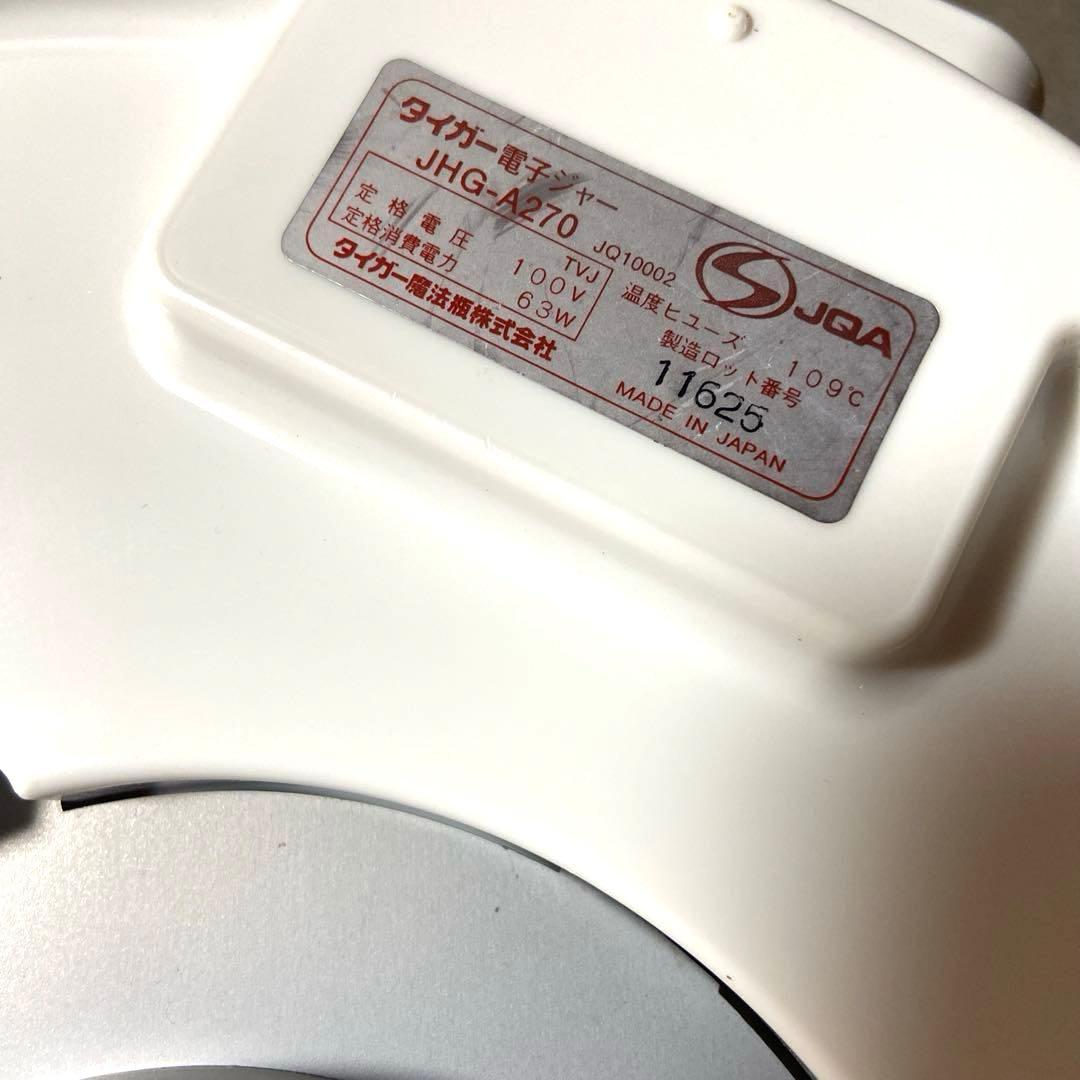 タイガー電子ジャー
JHG-A270
JQ10002
TVJ
定格電圧 100V
定格消費電力 63W
タイガー魔法瓶株式会社
JQA
温度ヒューズ 109℃
製造ロット番号
11625
MADE IN JAPAN